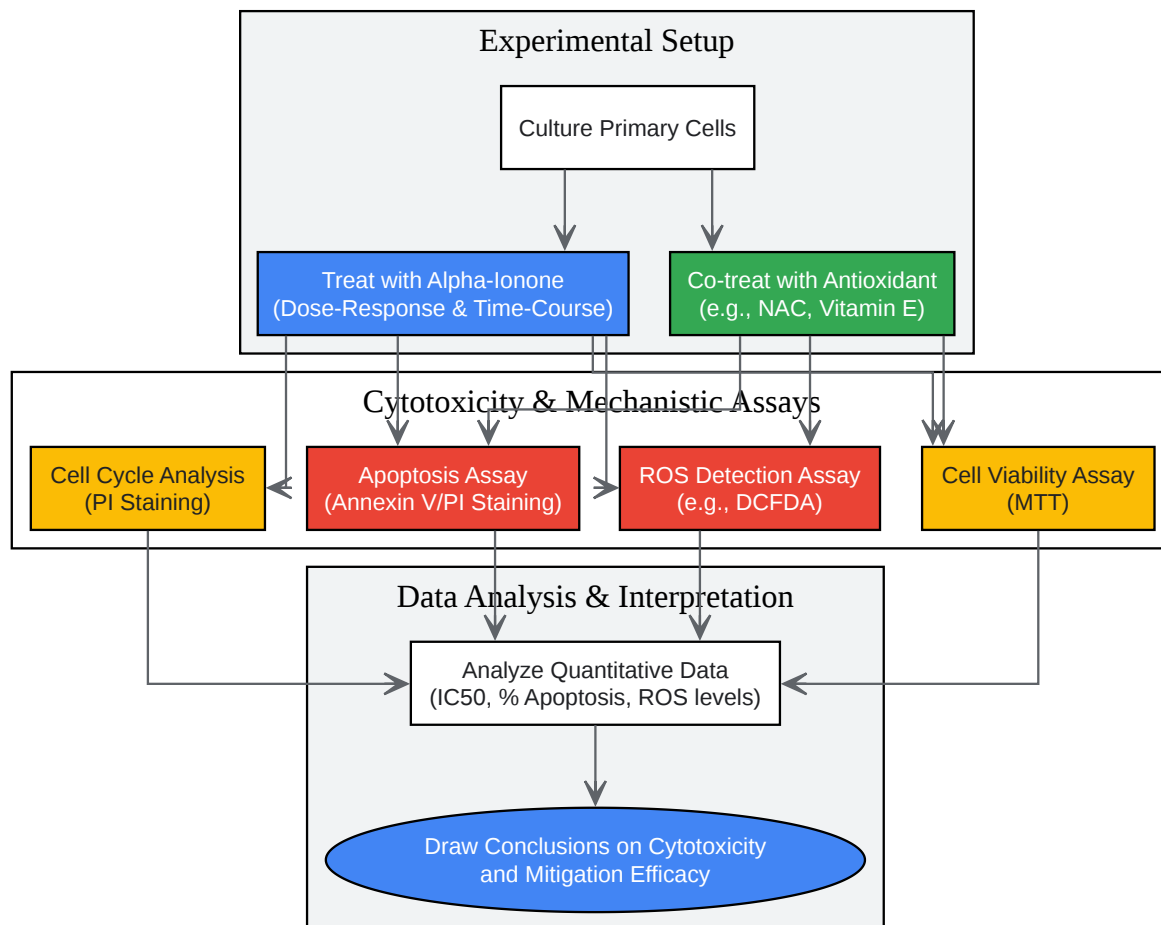 Experimental Setup
Culture Primary Cells
Treat with Alpha-Ionone
(Dose-Response & Time-Course)
Co-treat with Antioxidant
(e.g., NAC, Vitamin E)
Cytotoxicity & Mechanistic Assays
Cell Cycle Analysis
(PI Staining)
Apoptosis Assay
(Annexin V/PI Staining)
ROS Detection Assay
(e.g., DCFDA)
Cell Viability Assay
(MTT)
Data Analysis & Interpretation
Analyze Quantitative Data
(IC50, % Apoptosis, ROS levels)
Draw Conclusions on Cytotoxicity
and Mitigation Efficacy